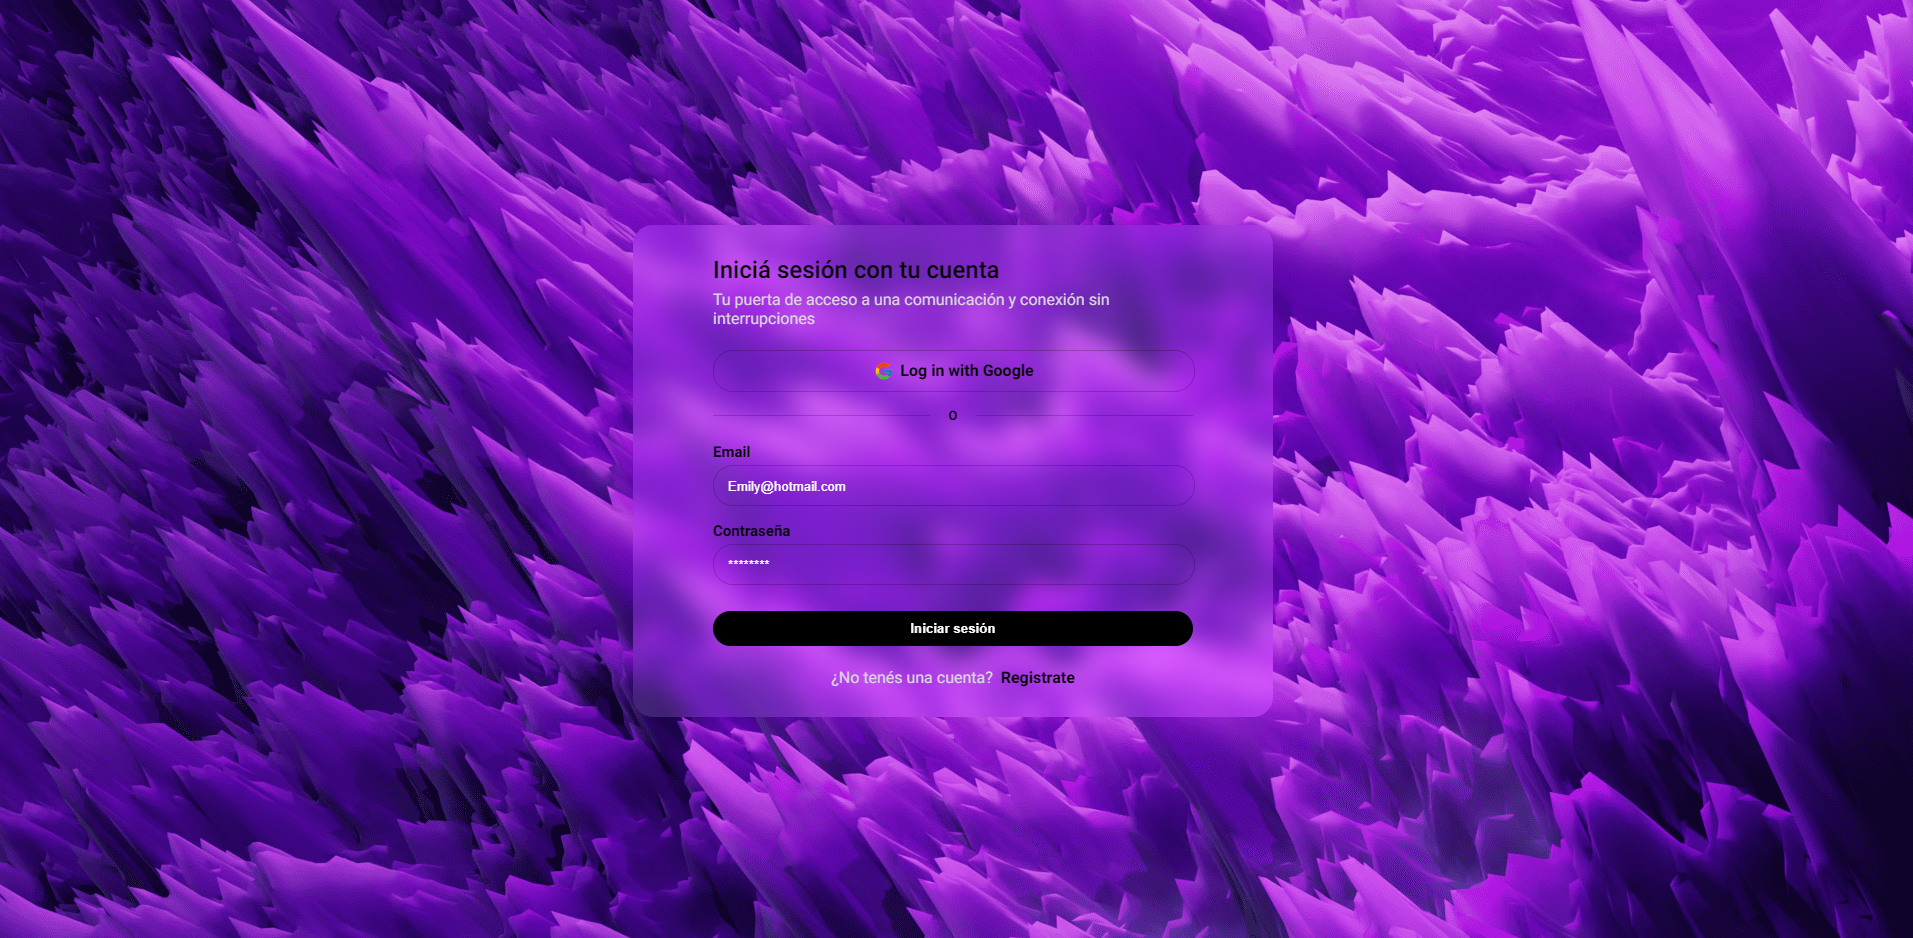 Iniciá sesión con tu cuenta
Tu puerta de acceso a una comunicación y conexión sin
interrupciones
Log in with Google
O
Email
Emily@hotmail.com
Contraseña
********
Iniciar sesión
¿No tenés una cuenta? Registrate